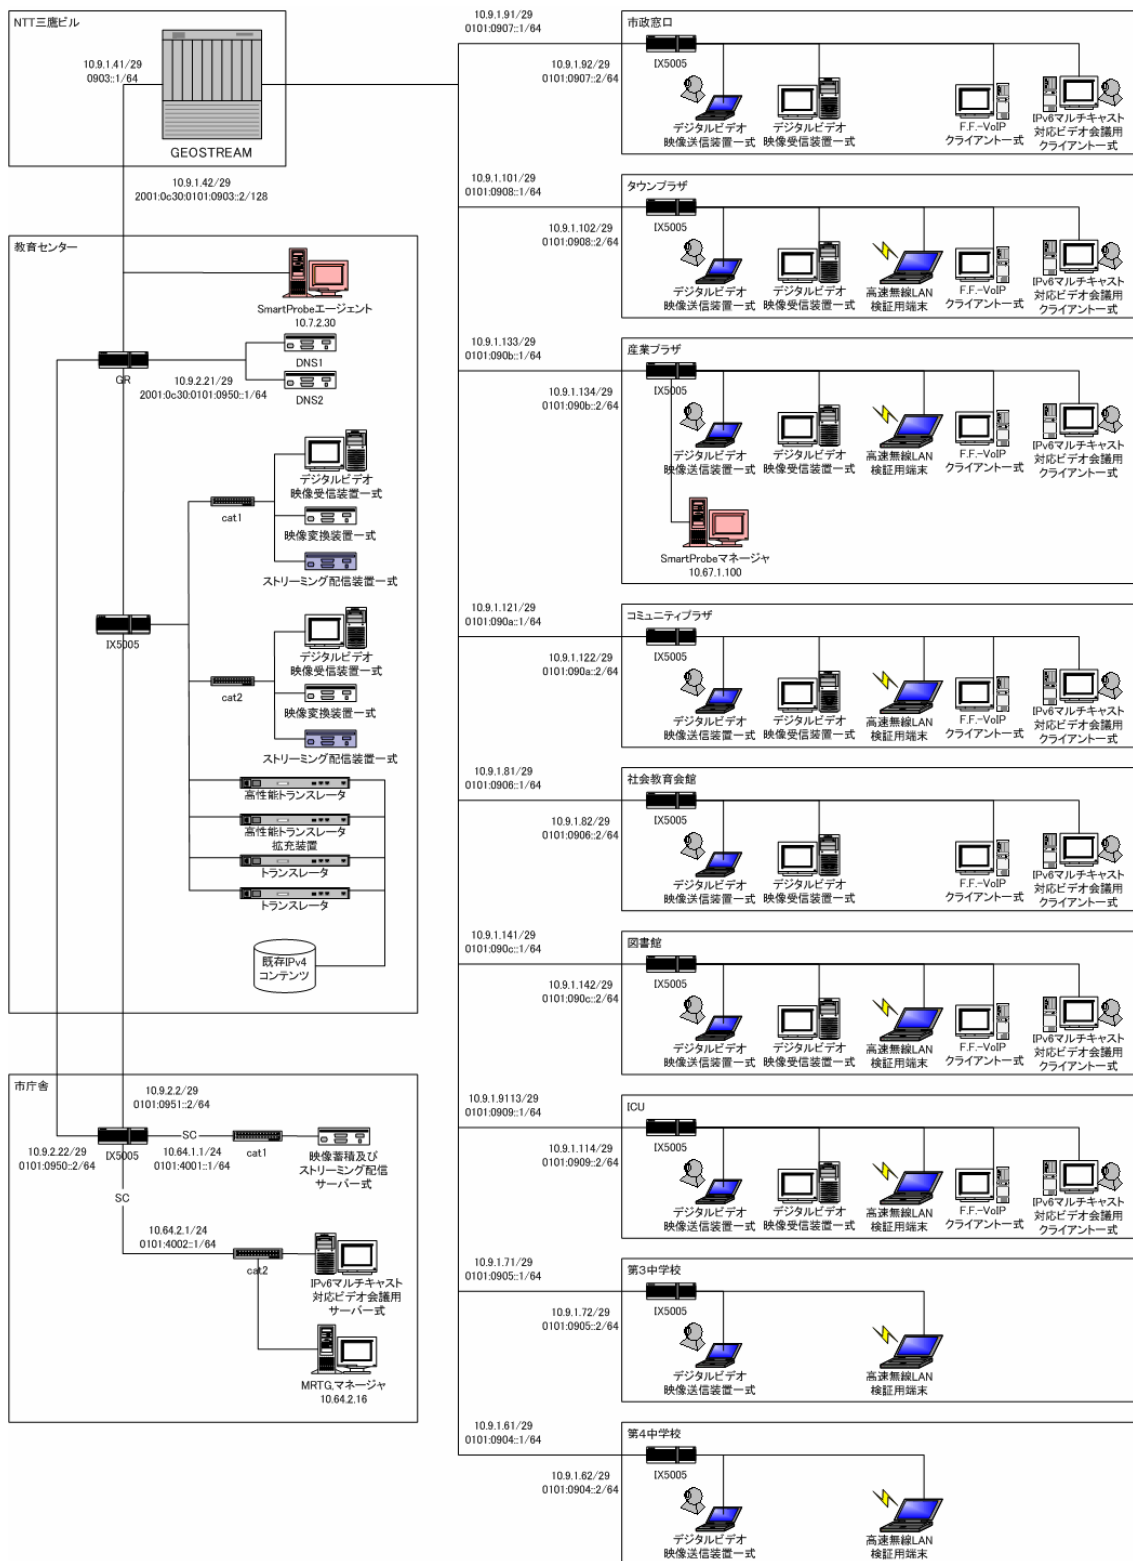 NTT三鷹ビル
10.9.1.41/29
0903::1/64
GEOSTREAM
10.9.1.42/29
2001:0c30:0101:0903::2/128
教育センター
SmartProbeエージェント
10.7.2.30
GR
10.9.2.21/29
2001:0c30:0101:0950::1/64
DNS1
DNS2
デジタルビデオ
映像受信装置一式
cat1
映像変換装置一式
ストリーミング配信装置一式
IX5005
デジタルビデオ
映像受信装置一式
cat2
映像変換装置一式
ストリーミング配信装置一式
高性能トランスレータ
高性能トランスレータ
拡充装置
トランスレータ
トランスレータ
既存IPv4
コンテンツ
市庁舎
10.9.2.2/29
0101:0951::2/64
10.9.2.22/29
0101:0950::2/64
IX5005
SC
10.64.1.1/24
0101:4001::1/64
cat1
映像蓄積及び
ストリーミング配信
サーバー式
SC
10.64.2.1/24
0101:4002::1/64
cat2
IPv6マルチキャスト
対応ビデオ会議用
サーバー式
MRTG,マネージャ
10.64.2.16
10.9.1.91/29
0101:0907::1/64
10.9.1.92/29
0101:0907::2/64
市政窓口
IX5005
デジタルビデオ
映像送信装置一式
デジタルビデオ
映像受信装置一式
F.F.-VoIP
クライアント一式
IPv6マルチキャスト
対応ビデオ会議用
クライアント一式
10.9.1.101/29
0101:0908::1/64
10.9.1.102/29
0101:0908::2/64
タウンプラザ
IX5005
デジタルビデオ
映像送信装置一式
デジタルビデオ
映像受信装置一式
高速無線LAN
検証用端末
F.F.-VoIP
クライアント一式
IPv6マルチキャスト
対応ビデオ会議用
クライアント一式
10.9.1.133/29
0101:090b::1/64
10.9.1.134/29
0101:090b::2/64
産業プラザ
IX5005
デジタルビデオ
映像送信装置一式
デジタルビデオ
映像受信装置一式
高速無線LAN
検証用端末
F.F.-VoIP
クライアント一式
IPv6マルチキャスト
対応ビデオ会議用
クライアント一式
SmartProbeマネージャ
10.67.1.100
10.9.1.121/29
0101:090a::1/64
10.9.1.122/29
0101:090a::2/64
コミュニティプラザ
IX5005
デジタルビデオ
映像送信装置一式
デジタルビデオ
映像受信装置一式
高速無線LAN
検証用端末
F.F.-VoIP
クライアント一式
IPv6マルチキャスト
対応ビデオ会議用
クライアント一式
10.9.1.81/29
0101:0906::1/64
10.9.1.82/29
0101:0906::2/64
社会教育会館
IX5005
デジタルビデオ
映像送信装置一式
デジタルビデオ
映像受信装置一式
F.F.-VoIP
クライアント一式
IPv6マルチキャスト
対応ビデオ会議用
クライアント一式
10.9.1.141/29
0101:090c::1/64
10.9.1.142/29
0101:090c::2/64
図書館
IX5005
デジタルビデオ
映像送信装置一式
デジタルビデオ
映像受信装置一式
高速無線LAN
検証用端末
F.F.-VoIP
クライアント一式
IPv6マルチキャスト
対応ビデオ会議用
クライアント一式
10.9.1.9113/29
0101:0909::1/64
10.9.1.114/29
0101:0909::2/64
ICU
IX5005
デジタルビデオ
映像送信装置一式
デジタルビデオ
映像受信装置一式
高速無線LAN
検証用端末
F.F.-VoIP
クライアント一式
IPv6マルチキャスト
対応ビデオ会議用
クライアント一式
10.9.1.71/29
0101:0905::1/64
10.9.1.72/29
0101:0905::2/64
第3中学校
IX5005
デジタルビデオ
映像送信装置一式
高速無線LAN
検証用端末
10.9.1.61/29
0101:0904::1/64
10.9.1.62/29
0101:0904::2/64
第4中学校
IX5005
デジタルビデオ
映像送信装置一式
高速無線LAN
検証用端末